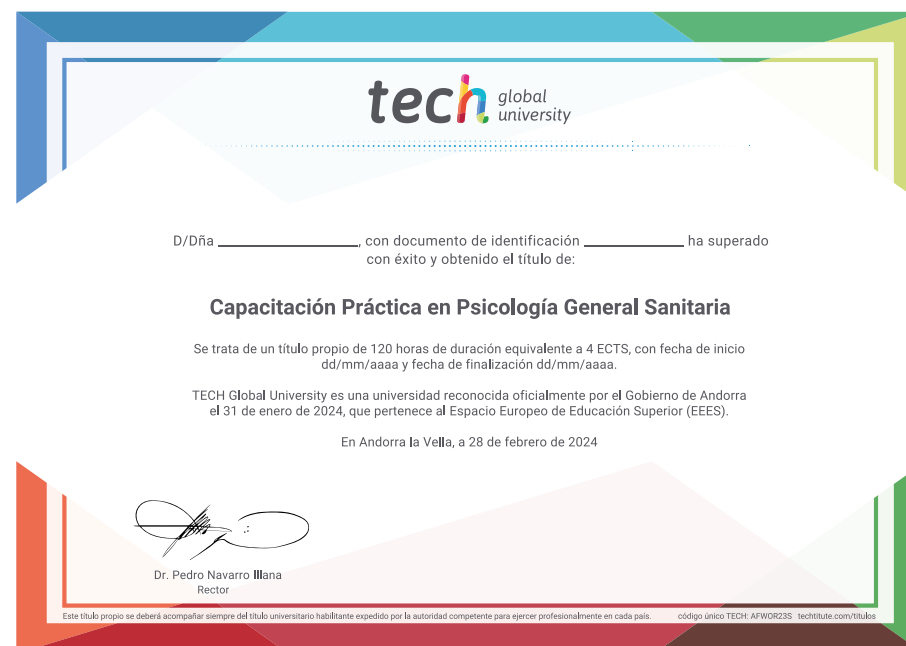 tech global university
D/Dña ____________________, con documento de identificación ______________ ha superado
con éxito y obtenido el título de:
Capacitación Práctica en Psicología General Sanitaria
Se trata de un título propio de 120 horas de duración equivalente a 4 ECTS, con fecha de inicio
dd/mm/aaaa y fecha de finalización dd/mm/aaaa.
TECH Global University es una universidad reconocida oficialmente por el Gobierno de Andorra
el 31 de enero de 2024, que pertenece al Espacio Europeo de Educación Superior (EEES).
En Andorra la Vella, a 28 de febrero de 2024
Dr. Pedro Navarro Illana
Rector
Este título propio se deberá acompañar siempre del título universitario habilitante expedido por la autoridad competente para ejercer profesionalmente en cada país. código único TECH: AFWOR23S techtitute.com/titulos